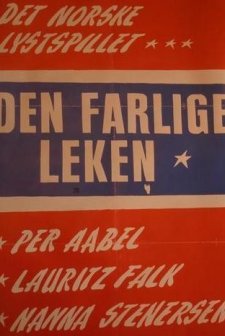 DET NORSKE
LYSTSPILLET
DEN FARLIGE
LEKEN
PER AABEL
LAURITZ FALK
NANNA STENERSEN